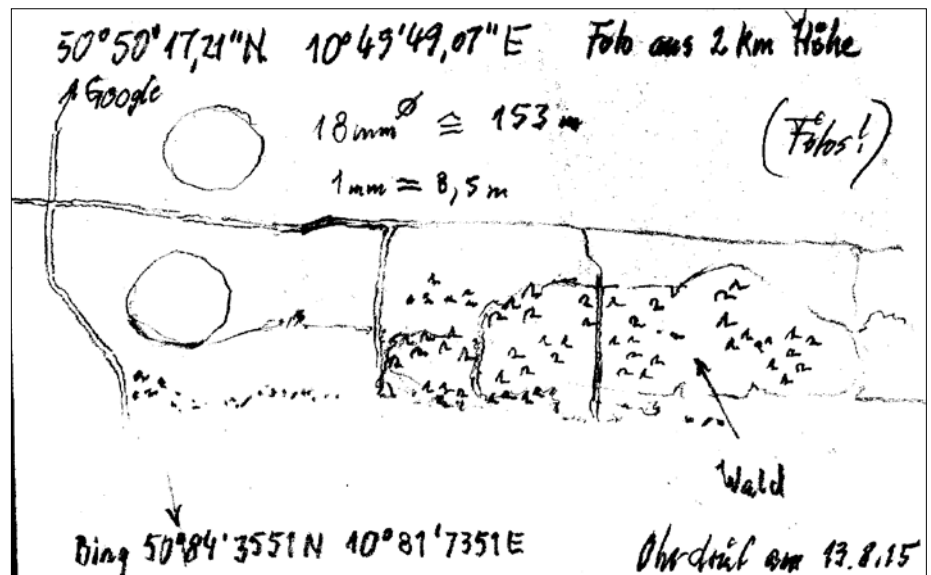 50°50'17,21"N 10°49'49,07"E Foto aus 2 km Höhe
Google
18mm ø ≙ 153 m
(Fotos!)
1mm ≈ 8,5 m
Wald
Bing 50°84'3551N 10°81'7351E
Ohrdruf am 13.8.15